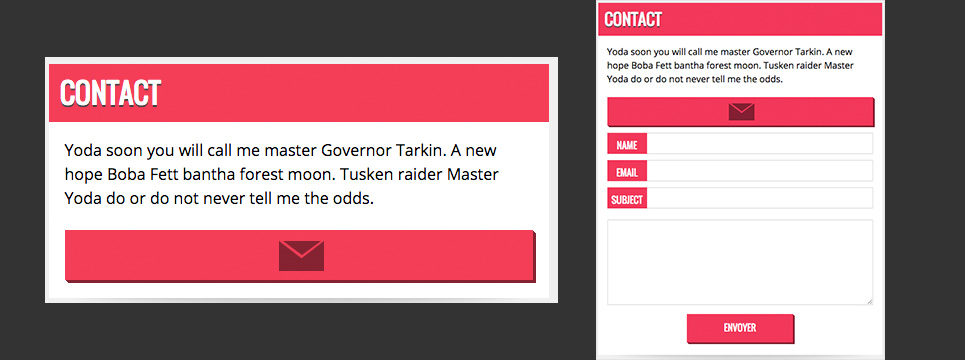 CONTACT
Yoda soon you will call me master Governor Tarkin. A new
hope Boba Fett bantha forest moon. Tusken raider Master
Yoda do or do not never tell me the odds.
CONTACT
Yoda soon you will call me master Governor Tarkin. A new
hope Boba Fett bantha forest moon. Tusken raider Master
Yoda do or do not never tell me the odds.
NAME
EMAIL
SUBJECT
ENVOYER